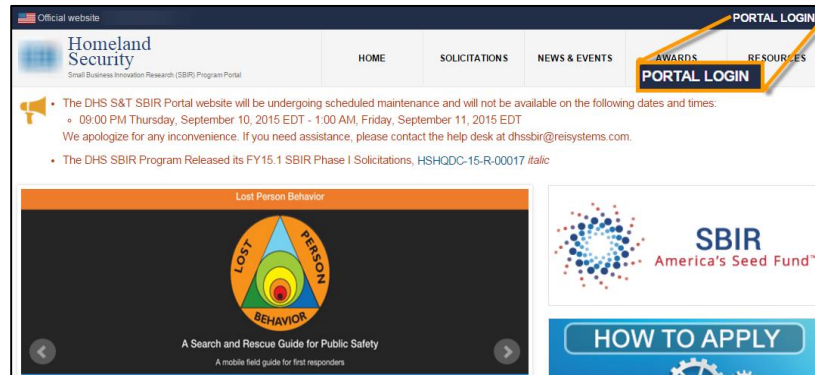 Official website
PORTAL LOGIN
Homeland
Security
Small Business Innovation Research (SBIR) Program Portal
HOME
SOLICITATIONS
NEWS & EVENTS
AWARDS
RESOURCES
PORTAL LOGIN
• The DHS S&T SBIR Portal website will be undergoing scheduled maintenance and will not be available on the following dates and times:
09:00 PM Thursday, September 10, 2015 EDT - 1:00 AM, Friday, September 11, 2015 EDT
We apologize for any inconvenience. If you need assistance, please contact the help desk at dhssbir@reisystems.com.
• The DHS SBIR Program Released its FY15.1 SBIR Phase I Solicitations, HSHQDC-15-R-00017 italic
Lost Person Behavior
LOST PERSON
BEHAVIOR
A Search and Rescue Guide for Public Safety
A mobile field guide for first responders
SBIR
America's Seed Fund™
HOW TO APPLY